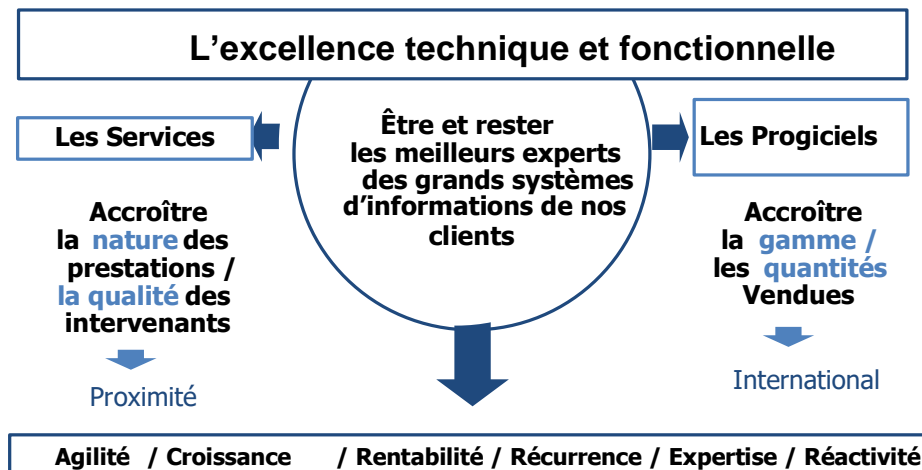 L'excellence technique et fonctionnelle
Les Services
Être et rester
les meilleurs experts
des grands systèmes
d'informations de nos
clients
Les Progiciels
Accroître
la nature des
prestations /
la qualité des
intervenants
Proximité
Accroître
la gamme /
les quantités
Vendues
International
Agilité / Croissance / Rentabilité / Récurrence / Expertise / Réactivité